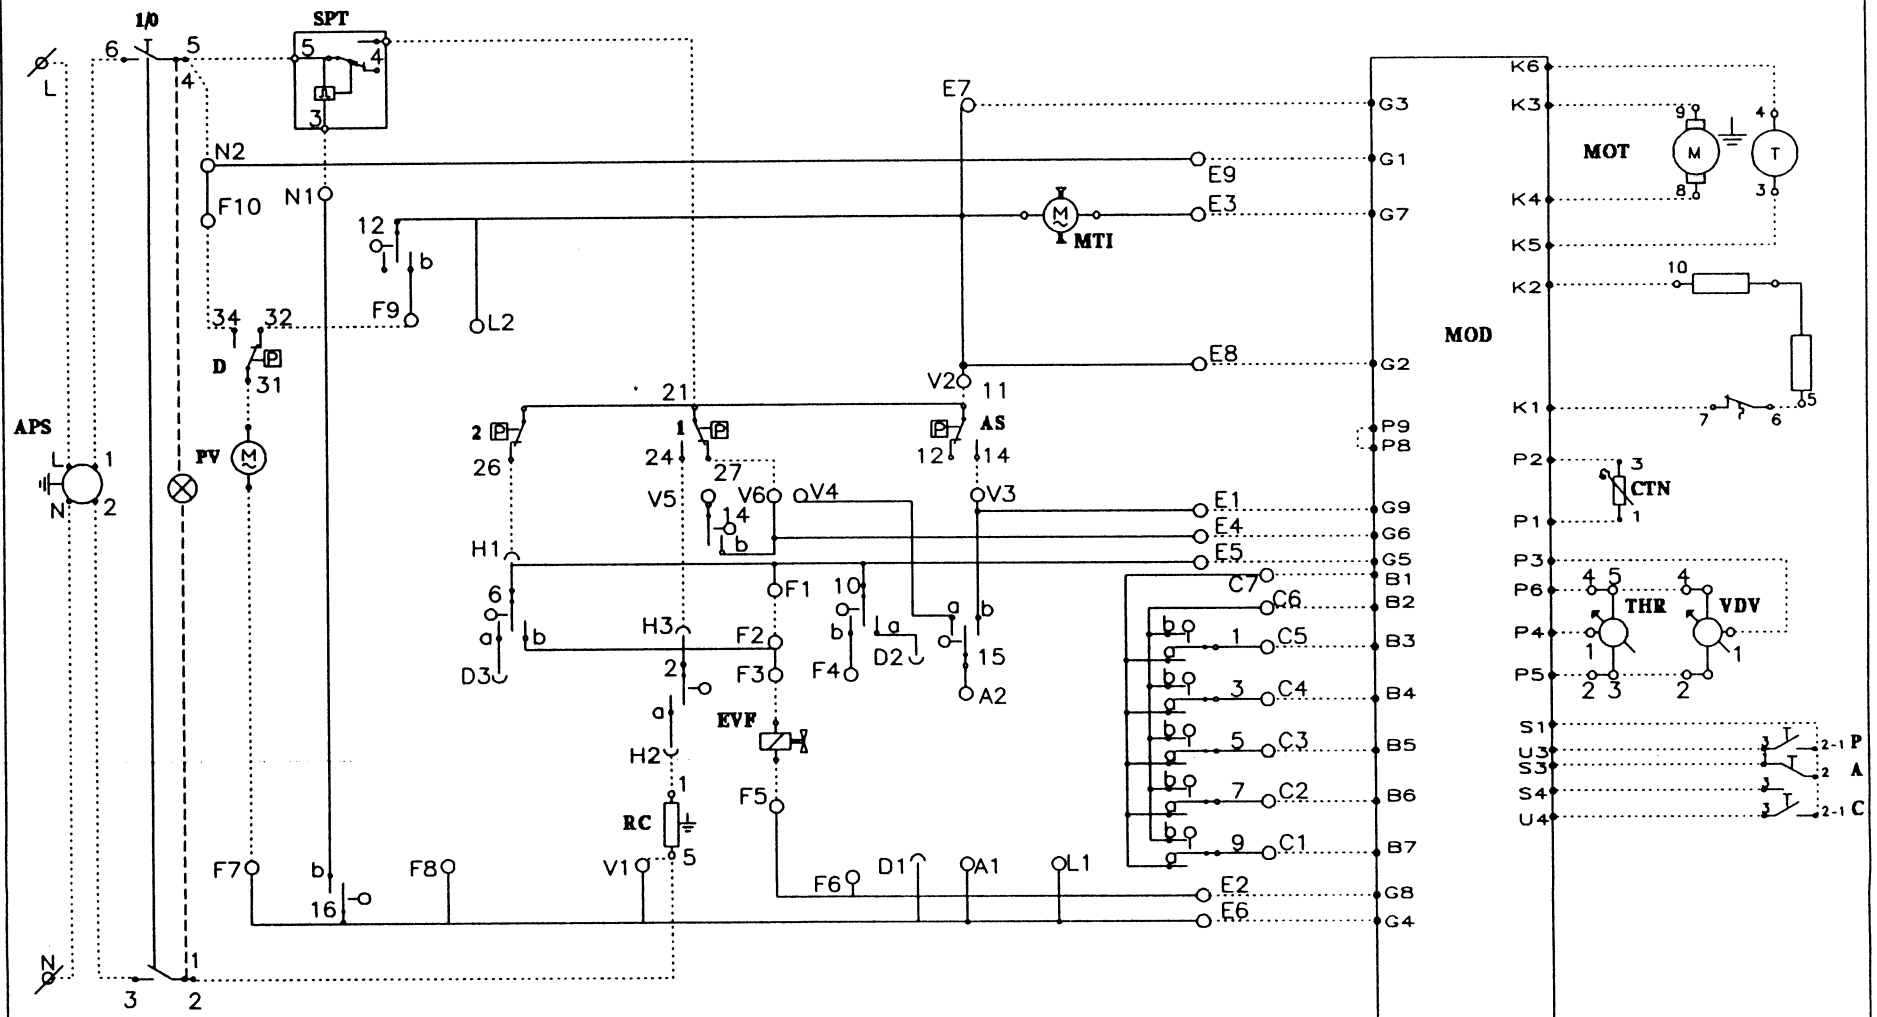 1/0
SPT
6
5
5
4
L
4
3
E7
G3
K6
K3
9
4
MOT
M
T
N2
E9
G1
8
3
K4
F10
N1
12
b
M
MTI
E3
G7
K5
10
K2
F9
L2
34
32
P
D
31
E8
G2
MOD
V2
11
21
AS
K1
7
6
5
APS
PV
M
2
P
1
P
P
P9
P8
L
1
26
24
27
12
14
P2
3
CTN
N
2
V5
V6
V4
V3
14
b
E1
G9
P1
1
E4
G6
H1
E5
G5
P3
C7
B1
6
F1
10
P6
4
5
4
THR
VDV
C6
B2
a
b
H3
F2
b
a
a
b
P4
1
1
b
1
C5
B3
a
D3
2
F3
F4
D2
15
P5
2
3
2
b
3
C4
B4
a
A2
a
EVF
S1
H2
b
5
C3
B5
a
U3
3
2-1
P
S3
2
A
1
F5
b
7
C2
B6
a
S4
3
RC
U4
3
2-1
C
5
b
9
C1
B7
a
F7
b
F8
V1
D1
A1
L1
16
F6
E2
G8
E6
G4
N
1
3
2